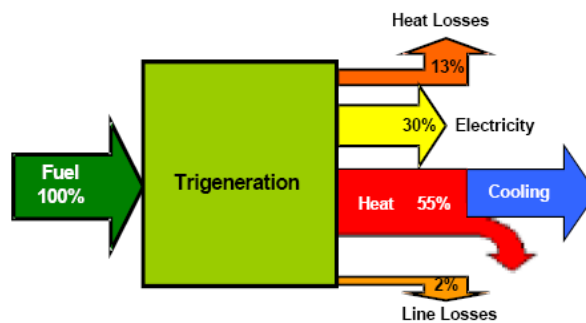 Heat Losses
13%
30% Electricity
Fuel
100%
Trigeneration
Heat 55% Cooling
2%
Line Losses